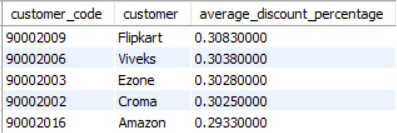 customer_code customer average_discount_percentage
90002009 Flipkart 0.30830000
90002006 Viveks 0.30380000
90002003 Ezone 0.30280000
90002002 Croma 0.30250000
90002016 Amazon 0.29330000